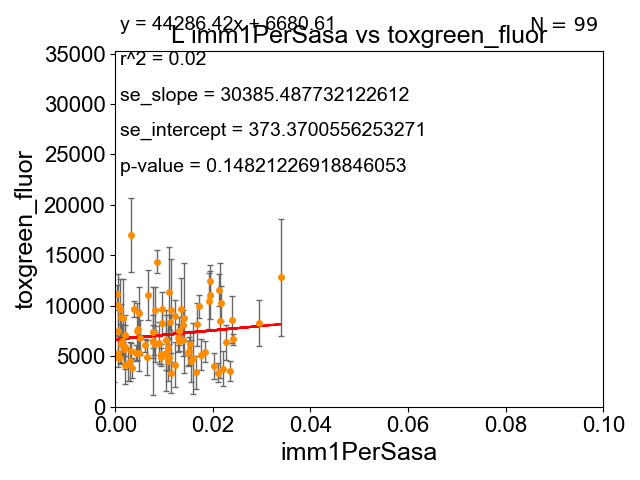 y = 44286.42x + 6680.61
N = 99
L imm1PerSasa vs toxgreen_fluor
r^2 = 0.02
se_slope = 30385.487732122612
se_intercept = 373.3700556253271
p-value = 0.14821226918846053
35000
30000
25000
20000
15000
10000
5000
0
toxgreen_fluor
0.00 0.02 0.04 0.06 0.08 0.10
imm1PerSasa